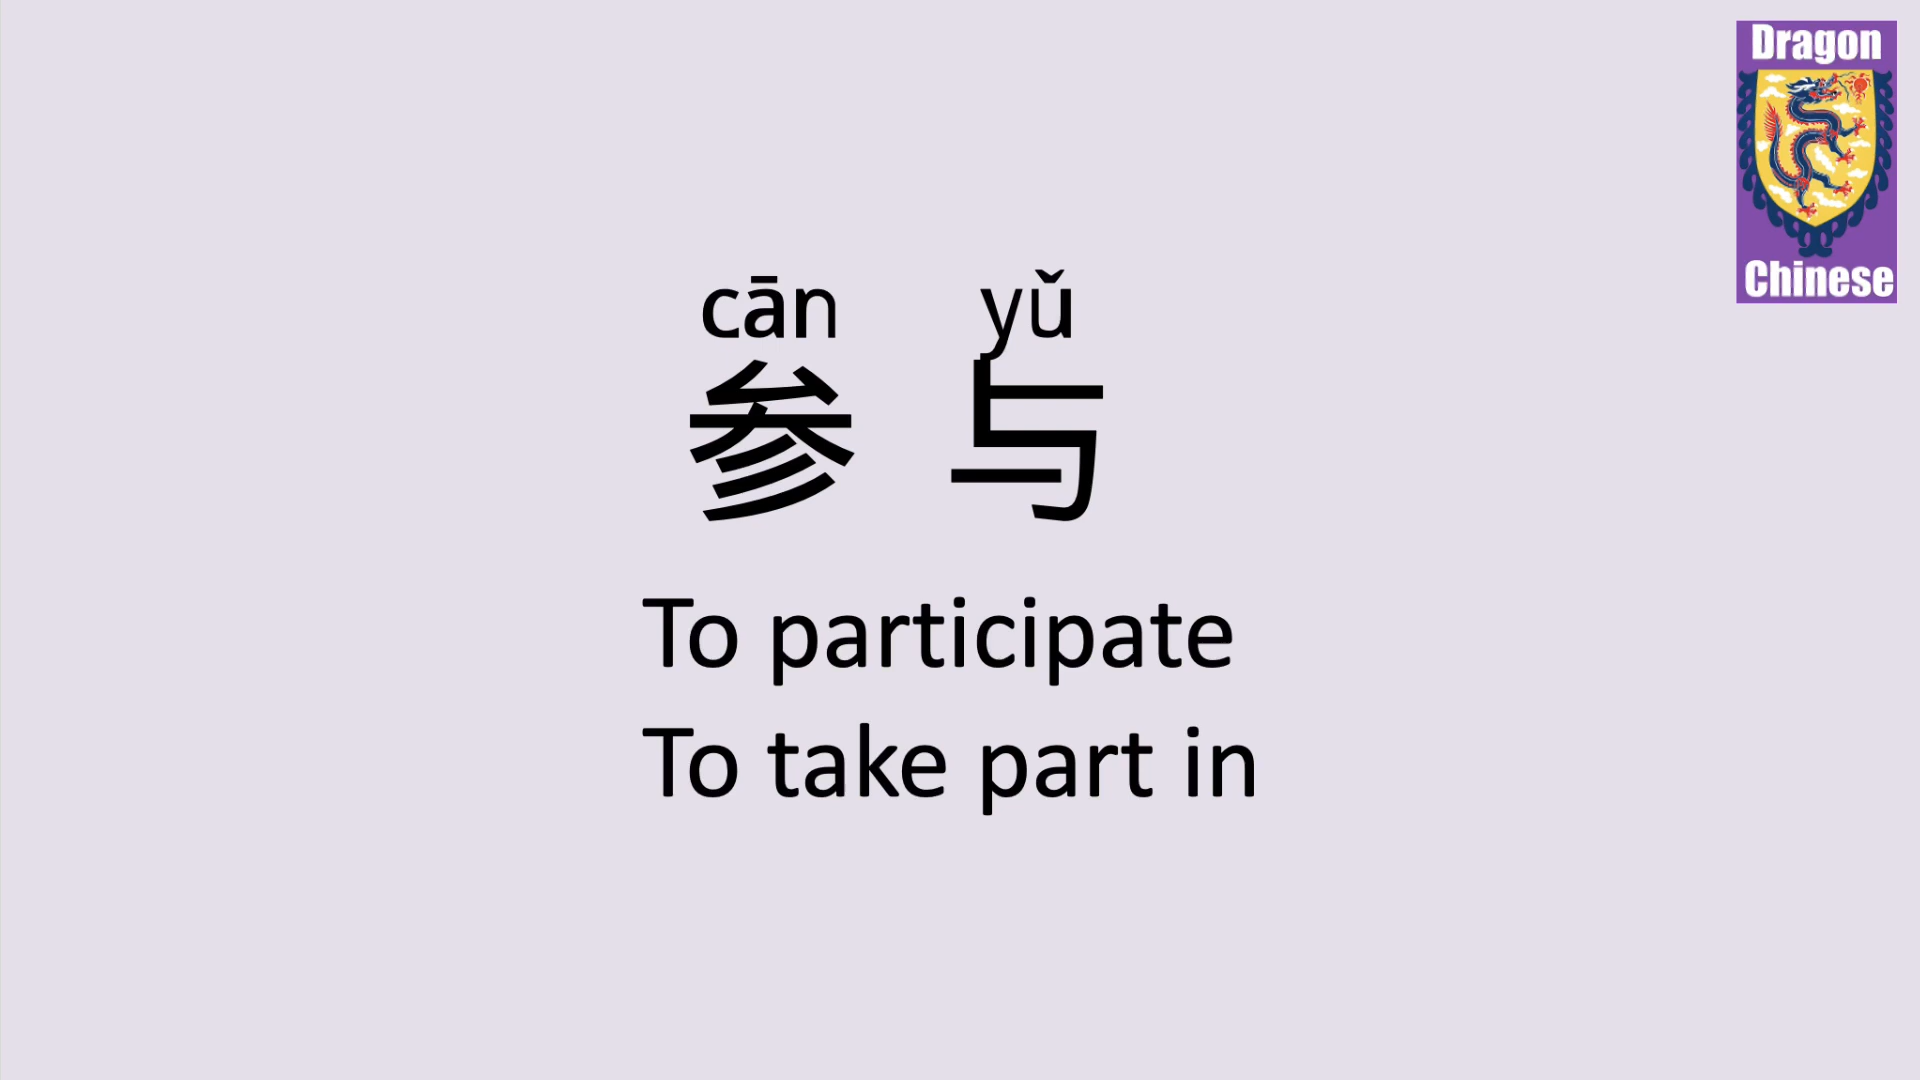 Dragon
Chinese
cān yǔ
参与
To participate
To take part in